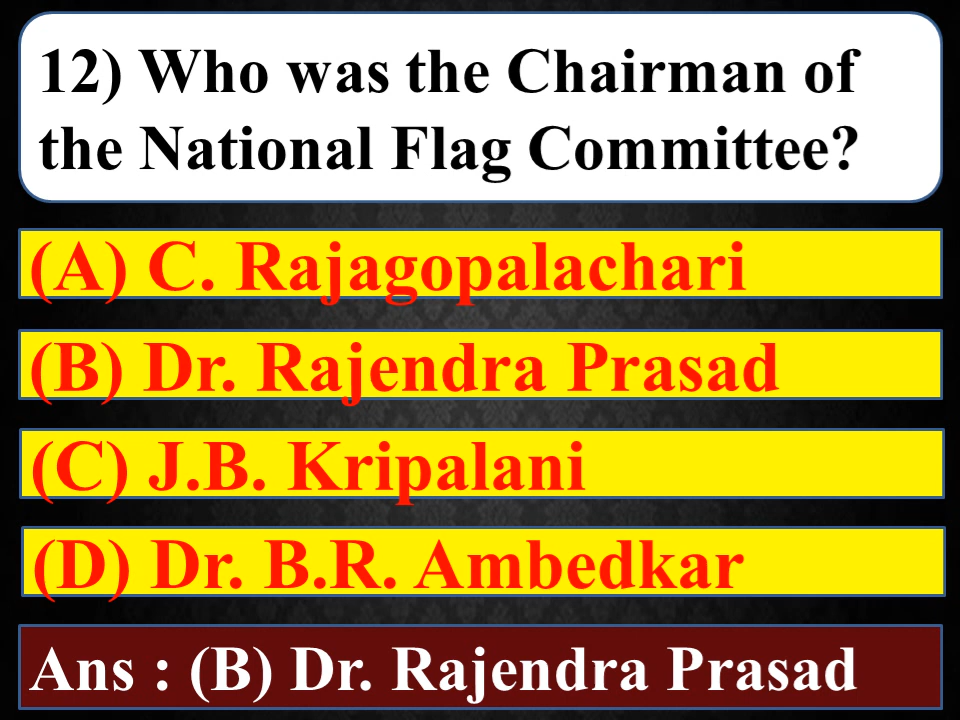 12) Who was the Chairman of
the National Flag Committee?
(A) C. Rajagopalachari
(B) Dr. Rajendra Prasad
(C) J.B. Kripalani
(D) Dr. B.R. Ambedkar
Ans : (B) Dr. Rajendra Prasad